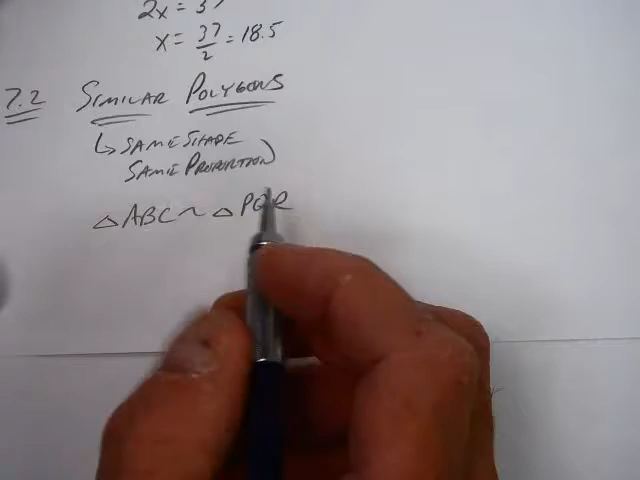 2x = 37
x = 37/2 = 18.5
7.2 SIMILAR POLYGONS
↳ SAME SHAPE
SAME PROPORTION)
△ABC ~ △PQR